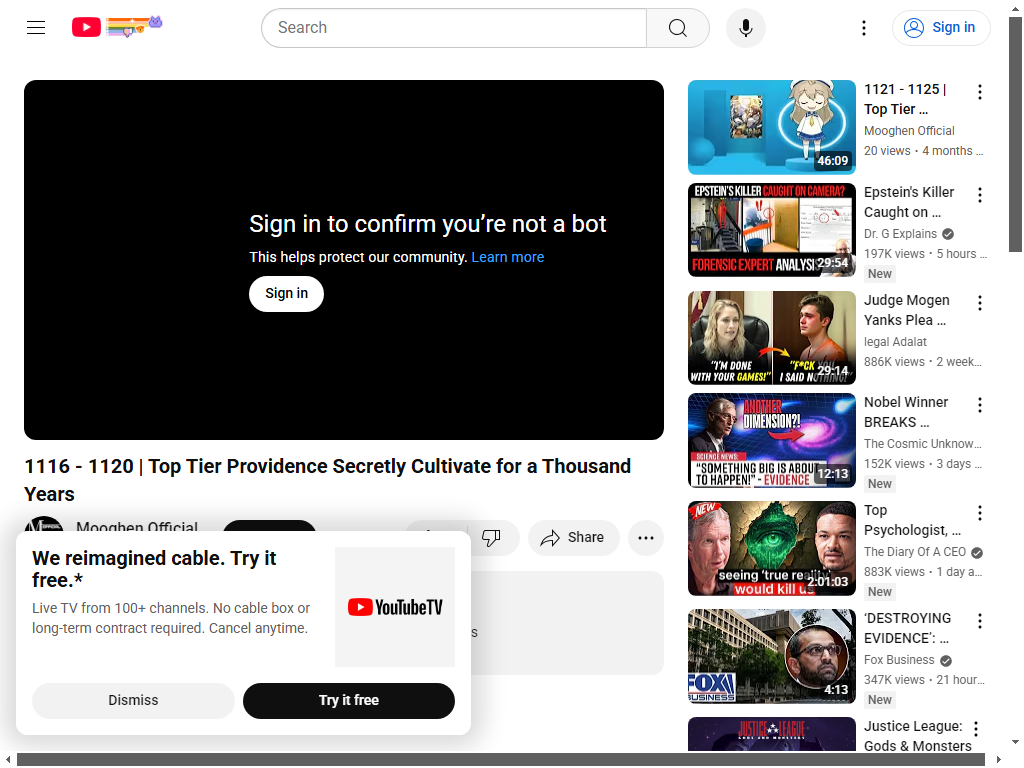 Search
Sign in
Sign in to confirm you’re not a bot
This helps protect our community. Learn more
Sign in
1116 - 1120 | Top Tier Providence Secretly Cultivate for a Thousand
Years
Mooghen Official
Share
We reimagined cable. Try it
free.*
Live TV from 100+ channels. No cable box or
long-term contract required. Cancel anytime.
YouTubeTV
Dismiss
Try it free
46:09
1121 - 1125 |
Top Tier ...
Mooghen Official
20 views • 4 months ...
EPSTEIN'S KILLER CAUGHT ON CAMERA?
FORENSIC EXPERT ANALYSI
29:54
Epstein's Killer
Caught on ...
Dr. G Explains
197K views • 5 hours ...
New
"I'M DONE
WITH YOUR GAMES!"
"F*CK YOU
I SAID NOTHING!"
29:14
Judge Mogen
Yanks Plea ...
legal Adalat
886K views • 2 week...
ANOTHER
DIMENSION?!
SCIENCE NEWS:
"SOMETHING BIG IS ABOUT
TO HAPPEN!" - EVIDENCE
12:13
Nobel Winner
BREAKS ...
The Cosmic Unknow...
152K views • 3 days ...
New
NEW
seeing 'true reality'
would kill us
2:01:03
Top
Psychologist, ...
The Diary Of A CEO
883K views • 1 day a...
New
FOX
BUSINESS
4:13
‘DESTROYING
EVIDENCE’: ...
Fox Business
347K views • 21 hour...
New
JUSTICE LEAGUE
GODS AND MONSTERS
Justice League:
Gods & Monsters